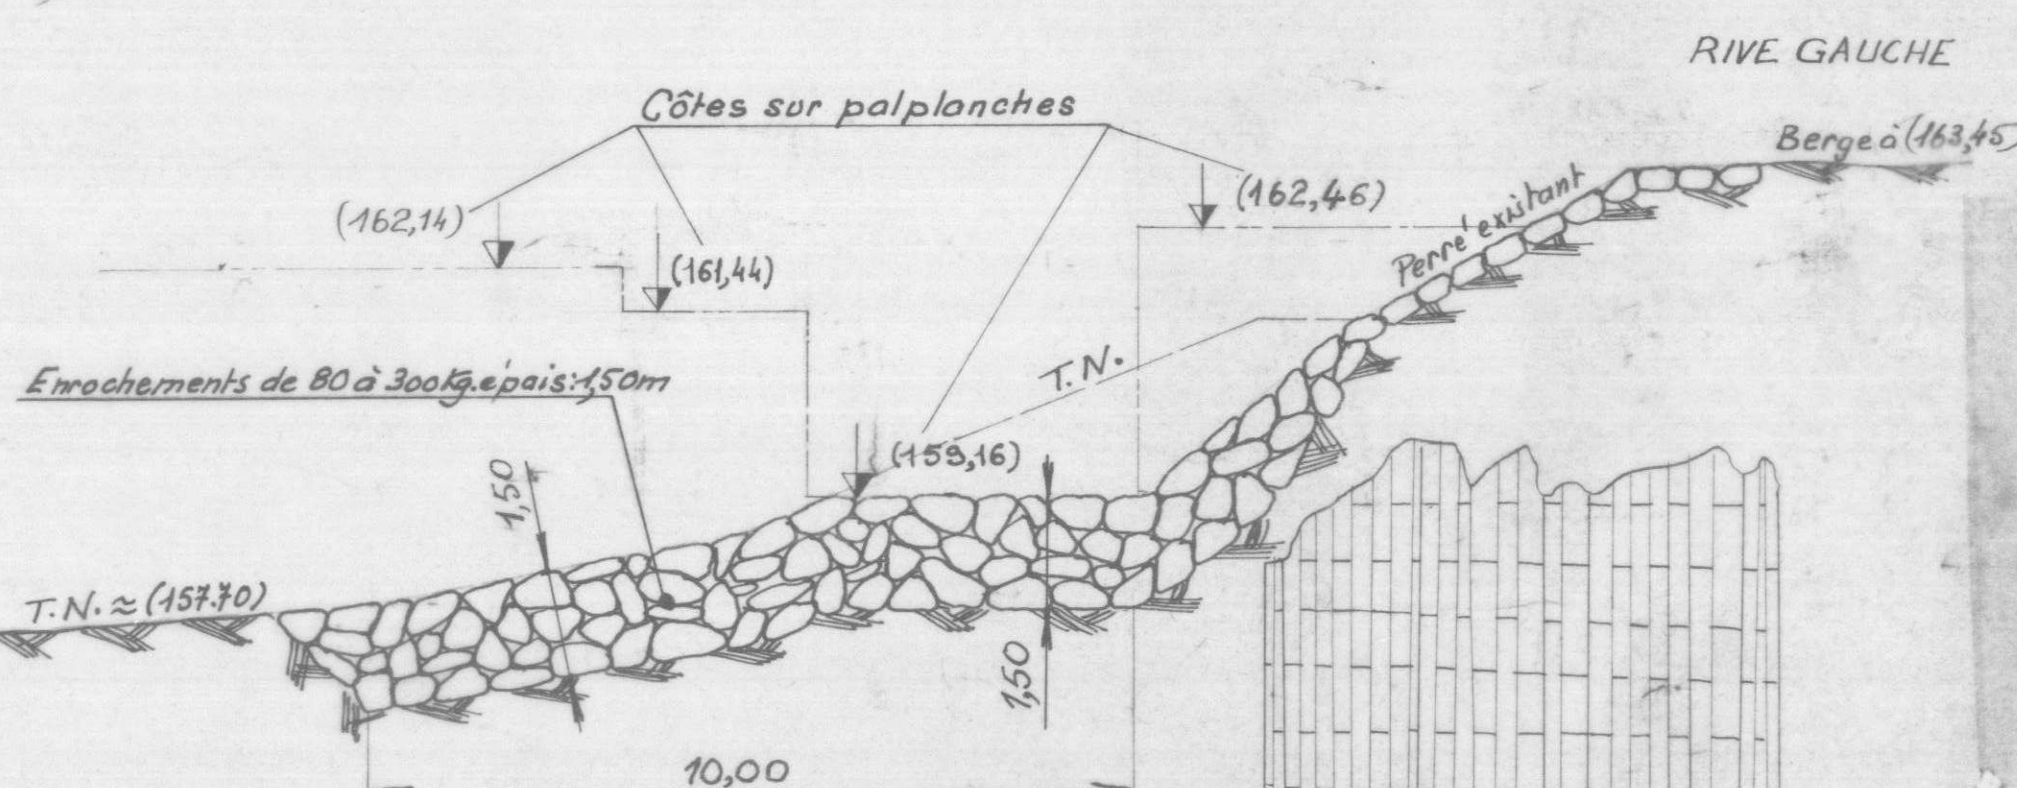 RIVE GAUCHE
Côtes sur palplanches
Berge à (163,45)
(162,14)
(161,44)
(162,46)
Perré existant
T.N.
Enrochements de 80 à 300kg.épais:1,50m
(159,16)
1,50
T.N. ≈ (157.70)
1,50
10,00